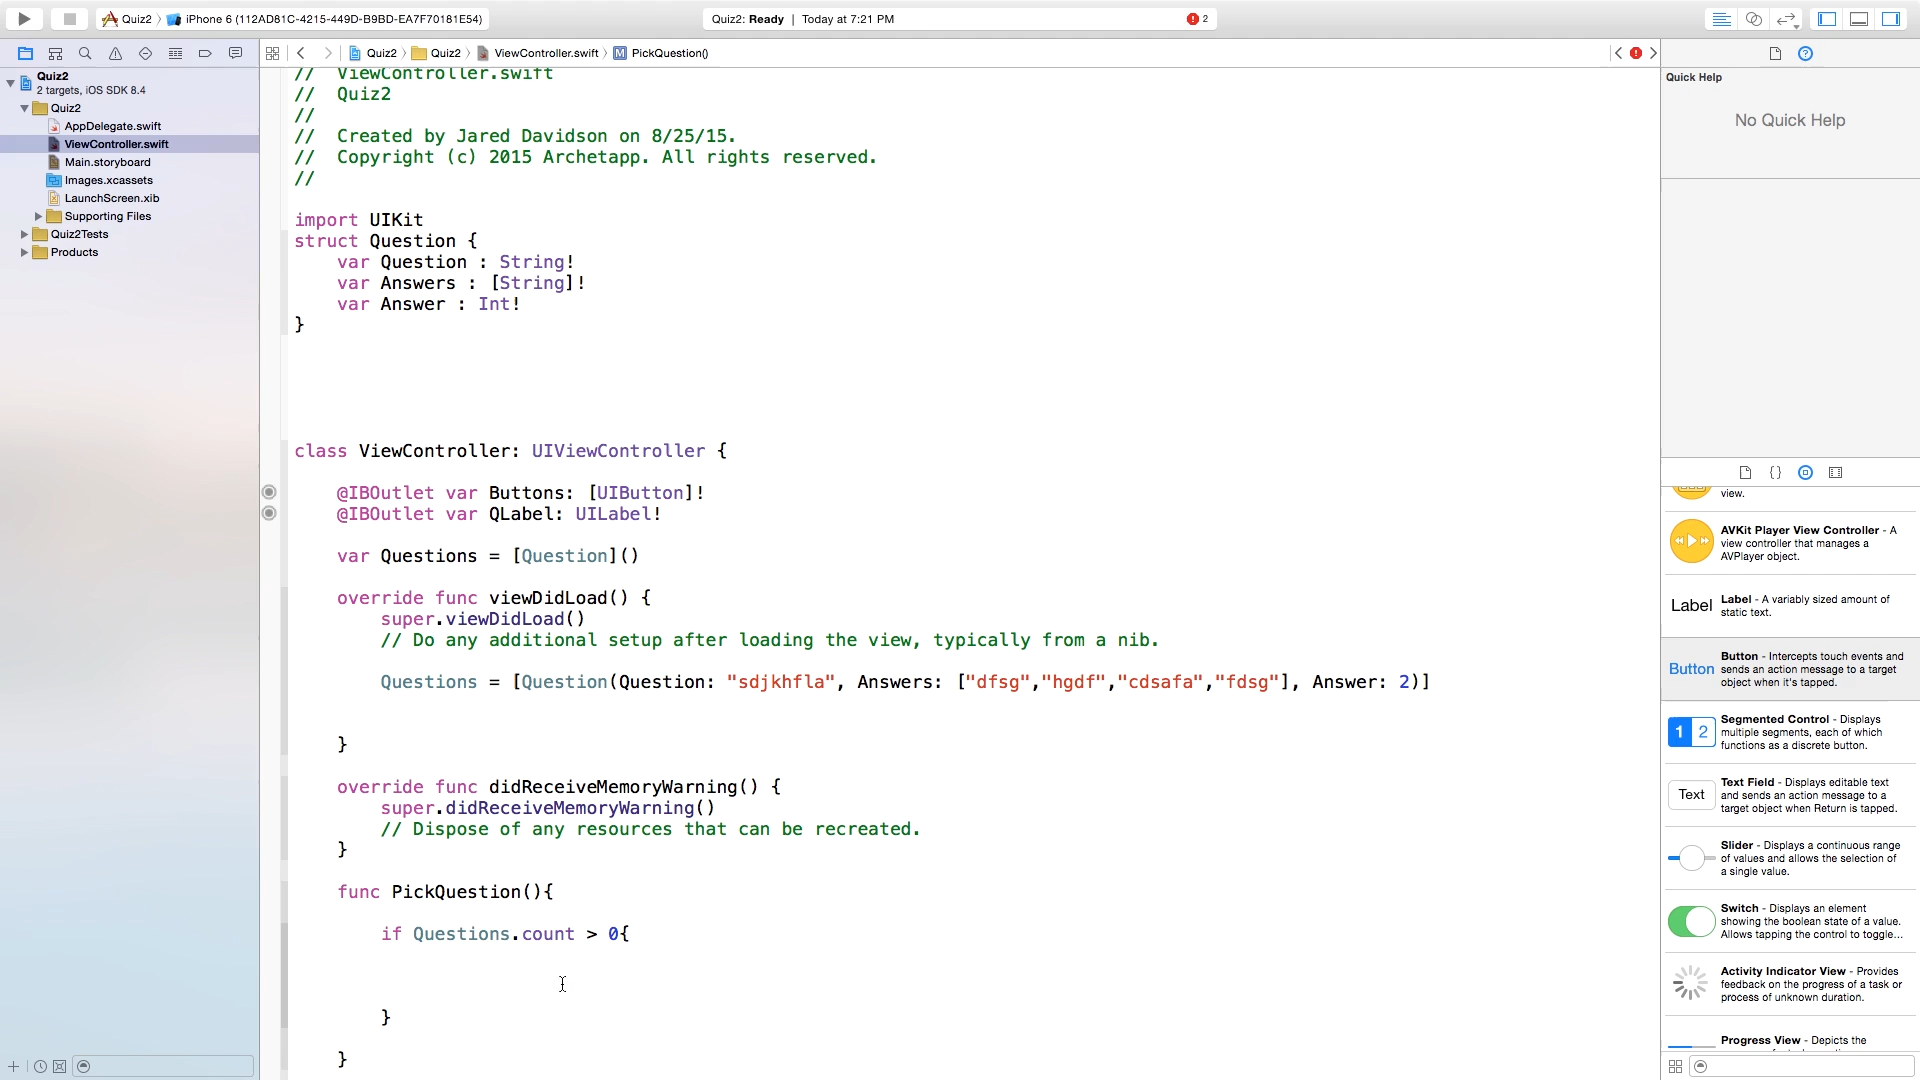 Quiz2 iPhone 6 (112AD81C-4215-449D-B9BD-EA7F70181E54)
Quiz2: Ready | Today at 7:21 PM
2
Quiz2 Quiz2 ViewController.swift M PickQuestion()
Quiz2
2 targets, iOS SDK 8.4
Quiz2
AppDelegate.swift
ViewController.swift
Main.storyboard
Images.xcassets
LaunchScreen.xib
Supporting Files
Quiz2Tests
Products
//  ViewController.swift
//  Quiz2
//
//  Created by Jared Davidson on 8/25/15.
//  Copyright (c) 2015 Archetapp. All rights reserved.
//
import UIKit
struct Question {
    var Question : String!
    var Answers : [String]!
    var Answer : Int!
}
class ViewController: UIViewController {
    @IBOutlet var Buttons: [UIButton]!
    @IBOutlet var QLabel: UILabel!
    var Questions = [Question]()
    override func viewDidLoad() {
        super.viewDidLoad()
        // Do any additional setup after loading the view, typically from a nib.
        Questions = [Question(Question: "sdjkhfla", Answers: ["dfsg","hgdf","cdsafa","fdsg"], Answer: 2)]
    }
    override func didReceiveMemoryWarning() {
        super.didReceiveMemoryWarning()
        // Dispose of any resources that can be recreated.
    }
    func PickQuestion(){
        if Questions.count > 0{
        }
    }
Quick Help
No Quick Help
view.
AVKit Player View Controller - A
view controller that manages a
AVPlayer object.
Label
Label - A variably sized amount of
static text.
Button
Button - Intercepts touch events and
sends an action message to a target
object when it's tapped.
1 2
Segmented Control - Displays
multiple segments, each of which
functions as a discrete button.
Text
Text Field - Displays editable text
and sends an action message to a
target object when Return is tapped.
Slider - Displays a continuous range
of values and allows the selection of
a single value.
Switch - Displays an element
showing the boolean state of a value.
Allows tapping the control to toggle...
Activity Indicator View - Provides
feedback on the progress of a task or
process of unknown duration.
Progress View - Depicts the